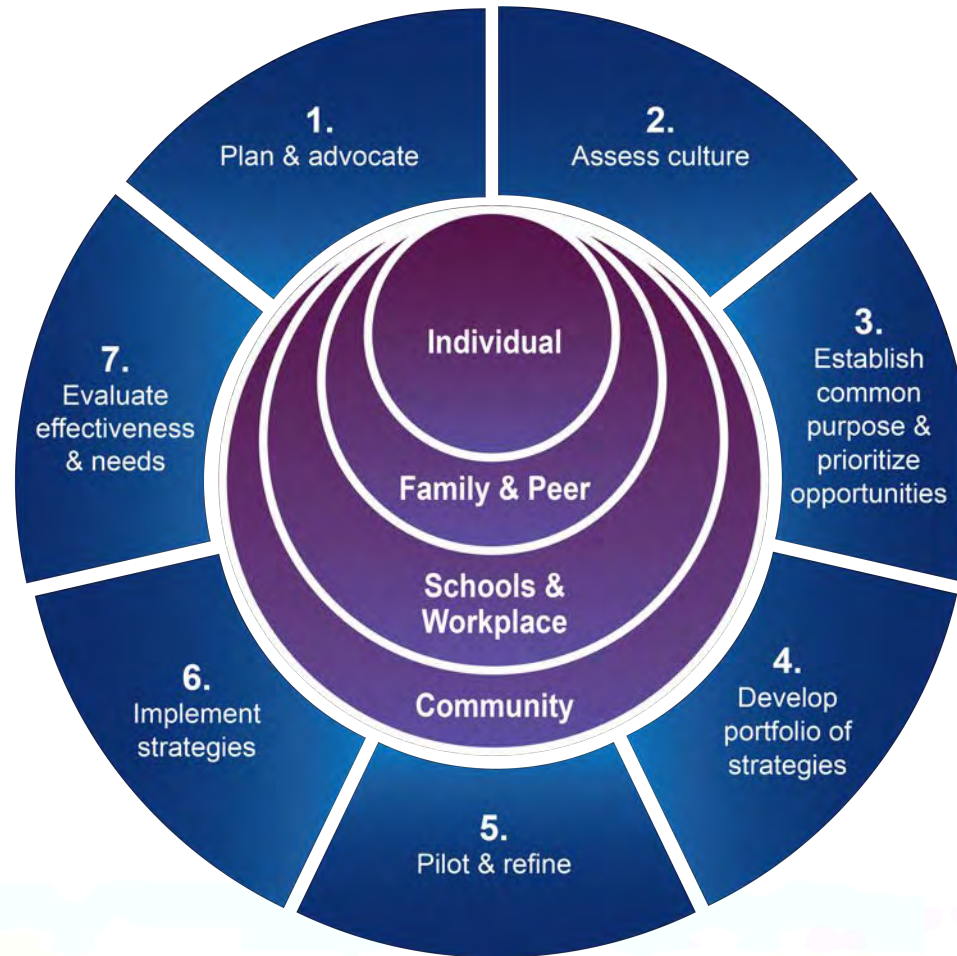 1.
Plan & advocate
2.
Assess culture
3.
Establish
common
purpose &
prioritize
opportunities
4.
Develop
portfolio of
strategies
5.
Pilot & refine
6.
Implement
strategies
7.
Evaluate
effectiveness
& needs
Individual
Family & Peer
Schools &
Workplace
Community